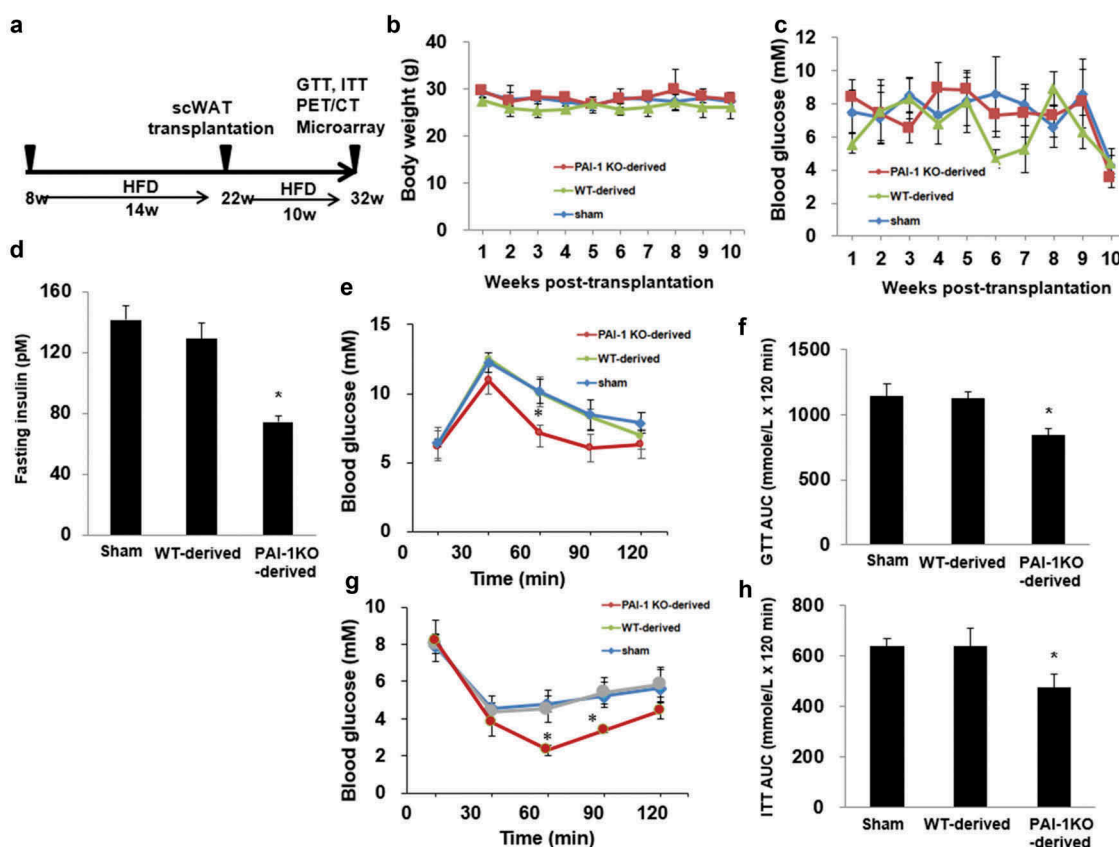 a
scWAT
transplantation
GTT, ITT
PET/CT
Microarray
8w
HFD
14w
22w
HFD
10w
32w
b
Body weight (g)
40
30
20
10
0
PAI-1 KO-derived
WT-derived
sham
1 2 3 4 5 6 7 8 9 10
Weeks post-transplantation
c
Blood glucose (mM)
12
10
8
6
4
2
0
PAI-1 KO-derived
WT-derived
sham
1 2 3 4 5 6 7 8 9 10
Weeks post-transplantation
d
Fasting insulin (pM)
160
120
80
40
0
*
Sham WT-derived PAI-1KO
-derived
e
Blood glucose (mM)
15
10
5
0
PAI-1 KO-derived
WT-derived
sham
*
0 30 60 90 120
Time (min)
f
GTT AUC (mmole/L x 120 min)
1500
1000
500
0
*
Sham WT-derived PAI-1KO
-derived
g
Blood glucose (mM)
10
8
6
4
2
0
PAI-1 KO-derived
WT-derived
sham
* *
0 30 60 90 120
Time (min)
h
ITT AUC (mmole/L x 120 min)
800
600
400
200
0
*
Sham WT-derived PAI-1KO
-derived